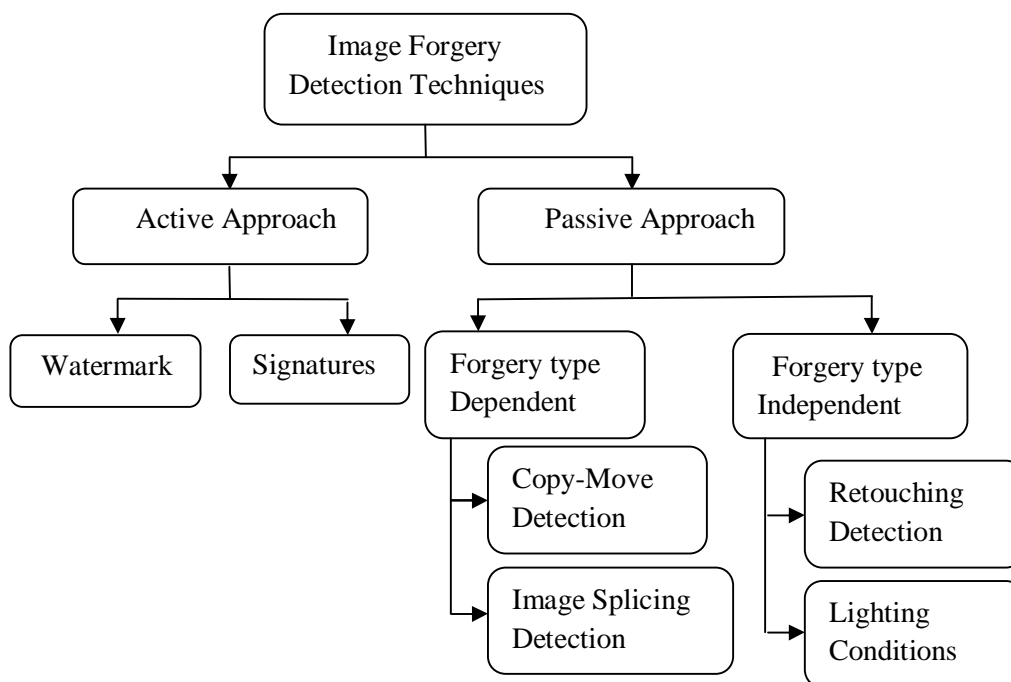 Image Forgery
Detection Techniques
Active Approach
Passive Approach
Watermark
Signatures
Forgery type
Dependent
Forgery type
Independent
Copy-Move
Detection
Retouching
Detection
Image Splicing
Detection
Lighting
Conditions